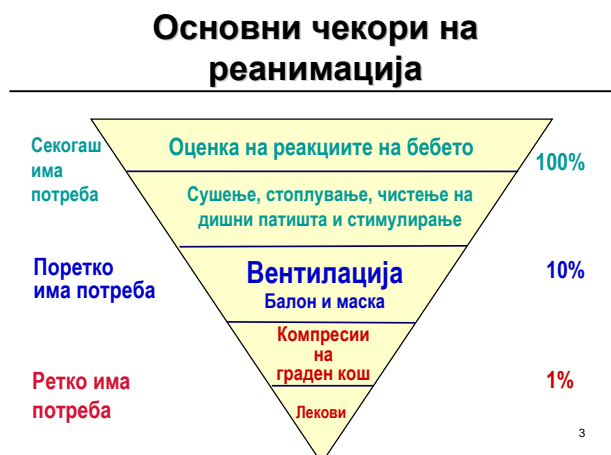 Основни чекори на
реанимација
Секогаш
има
потреба
Оценка на реакциите на бебето
100%
Сушење, стоплување, чистење на
дишни патишта и стимулирање
Поретко
има потреба
Вентилација
Балон и маска
10%
Компресии
на
граден кош
Ретко има
потреба
1%
Лекови
3